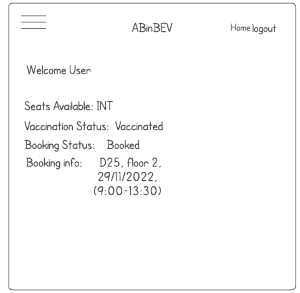 ABinBEV Home logout
Welcome User
Seats Available: INT
Vaccination Status: Vaccinated
Booking Status: Booked
Booking info: D25, floor 2,
29/11/2022,
(9:00-13:30)